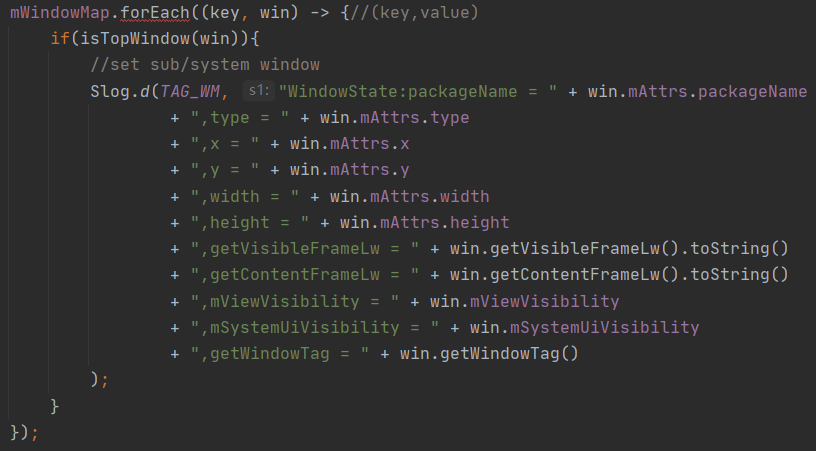 mWindowMap.forEach((key, win) -> {//(key,value)
    if(isTopWindow(win)){
        //set sub/system window
        Slog.d(TAG_WM, s1: "WindowState:packageName = " + win.mAttrs.packageName
                + ",type = " + win.mAttrs.type
                + ",x = " + win.mAttrs.x
                + ",y = " + win.mAttrs.y
                + ",width = " + win.mAttrs.width
                + ",height = " + win.mAttrs.height
                + ",getVisibleFrameLw = " + win.getVisibleFrameLw().toString()
                + ",getContentFrameLw = " + win.getContentFrameLw().toString()
                + ",mViewVisibility = " + win.mViewVisibility
                + ",mSystemUiVisibility = " + win.mSystemUiVisibility
                + ",getWindowTag = " + win.getWindowTag()
        );
    }
});